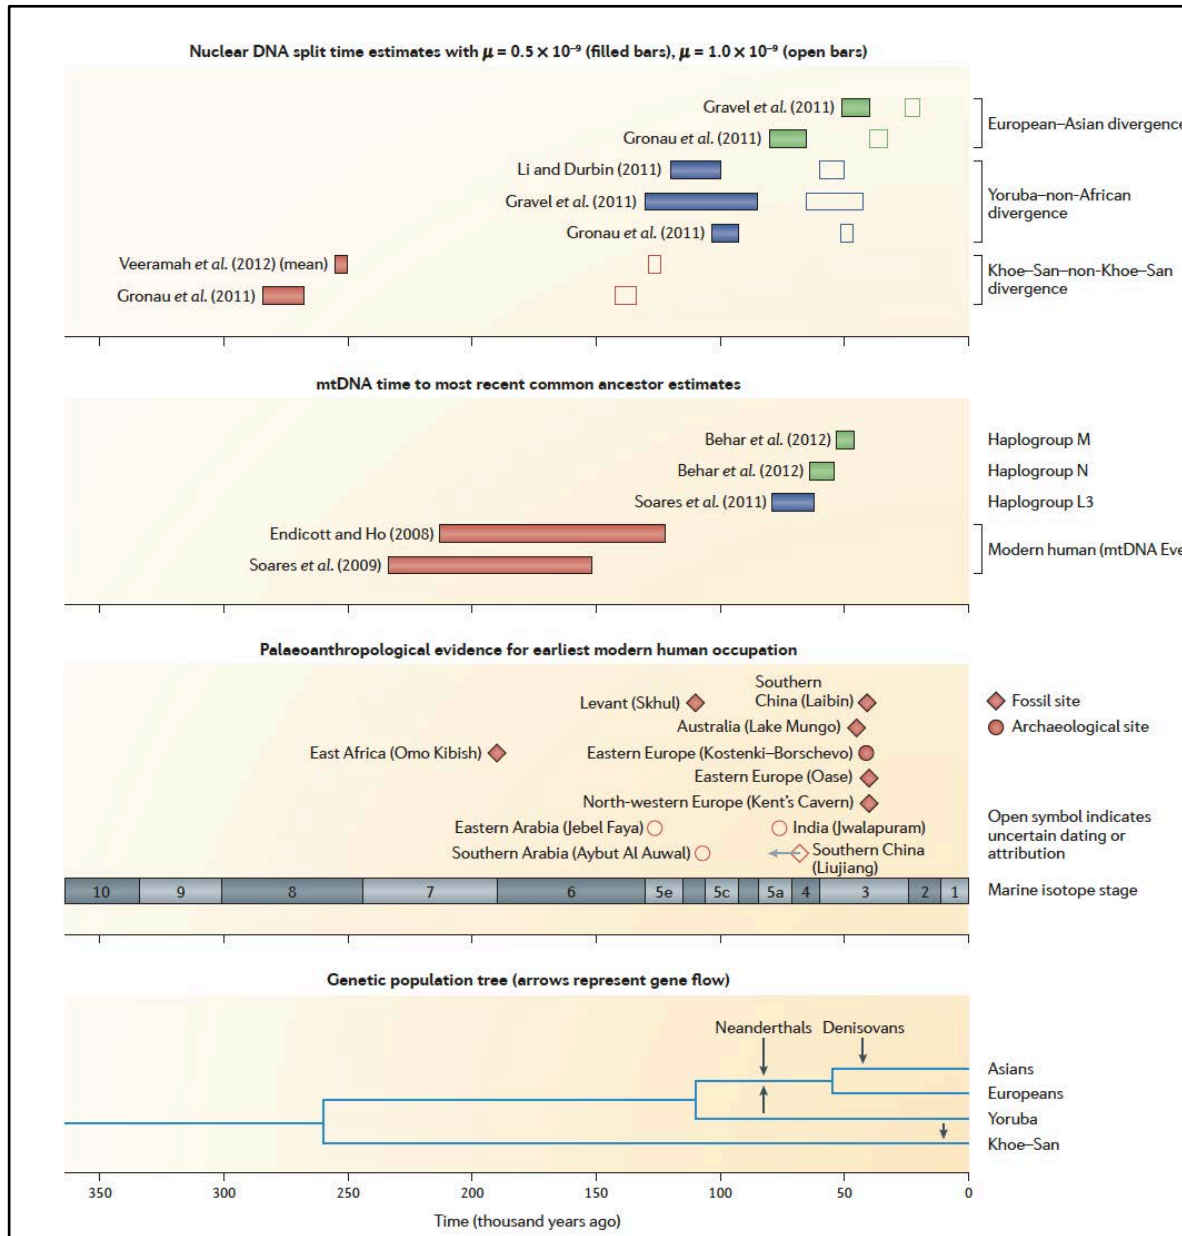 Nuclear DNA split time estimates with μ = 0.5 × 10⁻⁹ (filled bars), μ = 1.0 × 10⁻⁹ (open bars)
Gravel et al. (2011)
Gronau et al. (2011)
European–Asian divergence
Li and Durbin (2011)
Gravel et al. (2011)
Gronau et al. (2011)
Yoruba–non-African
divergence
Veeramah et al. (2012) (mean)
Gronau et al. (2011)
Khoe–San–non-Khoe–San
divergence
mtDNA time to most recent common ancestor estimates
Behar et al. (2012)
Haplogroup M
Behar et al. (2012)
Haplogroup N
Soares et al. (2011)
Haplogroup L3
Endicott and Ho (2008)
Soares et al. (2009)
Modern human (mtDNA Eve
Palaeoanthropological evidence for earliest modern human occupation
Southern
China (Laibin)
Levant (Skhul)
Australia (Lake Mungo)
East Africa (Omo Kibish)
Eastern Europe (Kostenki–Borschevo)
Eastern Europe (Oase)
North-western Europe (Kent's Cavern)
Eastern Arabia (Jebel Faya)
India (Jwalapuram)
Southern Arabia (Aybut Al Auwal)
Southern China
(Liujiang)
Fossil site
Archaeological site
Open symbol indicates
uncertain dating or
attribution
10 9 8 7 6 5e 5c 5a 4 3 2 1
Marine isotope stage
Genetic population tree (arrows represent gene flow)
Neanderthals Denisovans
Asians
Europeans
Yoruba
Khoe–San
350 300 250 200 150 100 50 0
Time (thousand years ago)